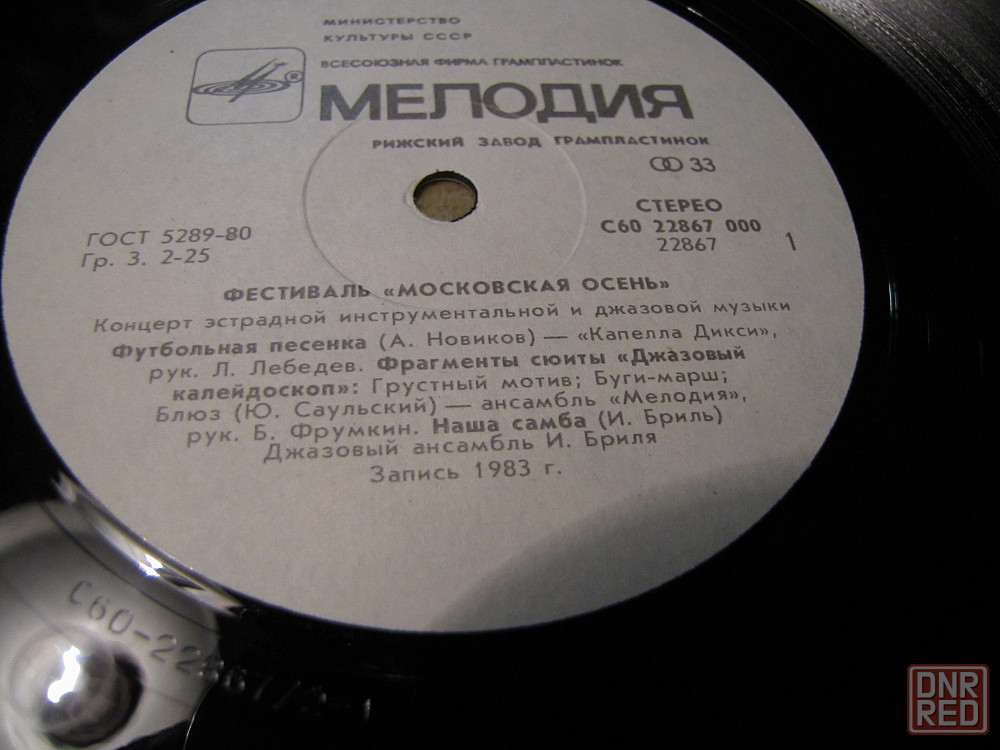 МИНИСТЕРСТВО
КУЛЬТУРЫ СССР
ВСЕСОЮЗНАЯ ФИРМА ГРАМПЛАСТИНОК
®
МЕЛОДИЯ
РИЖСКИЙ ЗАВОД ГРАМПЛАСТИНОК
33
СТЕРЕО
С60 22867 000
22867
1
ГОСТ 5289-80
Гр. 3. 2-25
ФЕСТИВАЛЬ «МОСКОВСКАЯ ОСЕНЬ»
Концерт эстрадной инструментальной и джазовой музыки
Футбольная песенка (А. Новиков) — «Капелла Дикси»,
рук. Л. Лебедев. Фрагменты сюиты «Джазовый
калейдоскоп»: Грустный мотив; Буги-марш;
Блюз (Ю. Саульский) — ансамбль «Мелодия»,
рук. Б. Фрумкин. Наша самба (И. Бриль)
Джазовый ансамбль И. Бриля
Запись 1983 г.
DNR
RED